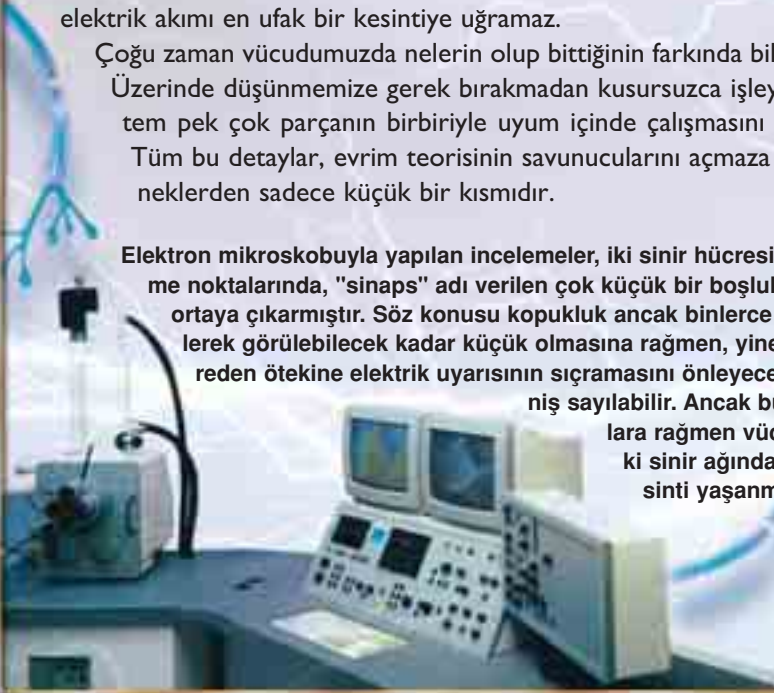 elektrik akımı en ufak bir kesintiye uğramaz.
Çoğu zaman vücudumuzda nelerin olup bittiğinin farkında bil
Üzerinde düşünmemize gerek bırakmadan kusursuzca işley
tem pek çok parçanın birbiriyle uyum içinde çalışmasını
Tüm bu detaylar, evrim teorisinin savunucularını açmaza
neklerden sadece küçük bir kısmıdır.
Elektron mikroskobuyla yapılan incelemeler, iki sinir hücresi
me noktalarında, "sinaps" adı verilen çok küçük bir boşlul
ortaya çıkarmıştır. Söz konusu kopukluk ancak binlerce
lerek görülebilecek kadar küçük olmasına rağmen, yine
reden ötekine elektrik uyarısının sıçramasını önleyece
niş sayılabilir. Ancak bu
lara rağmen vüc
ki sinir ağında
sinti yaşanm